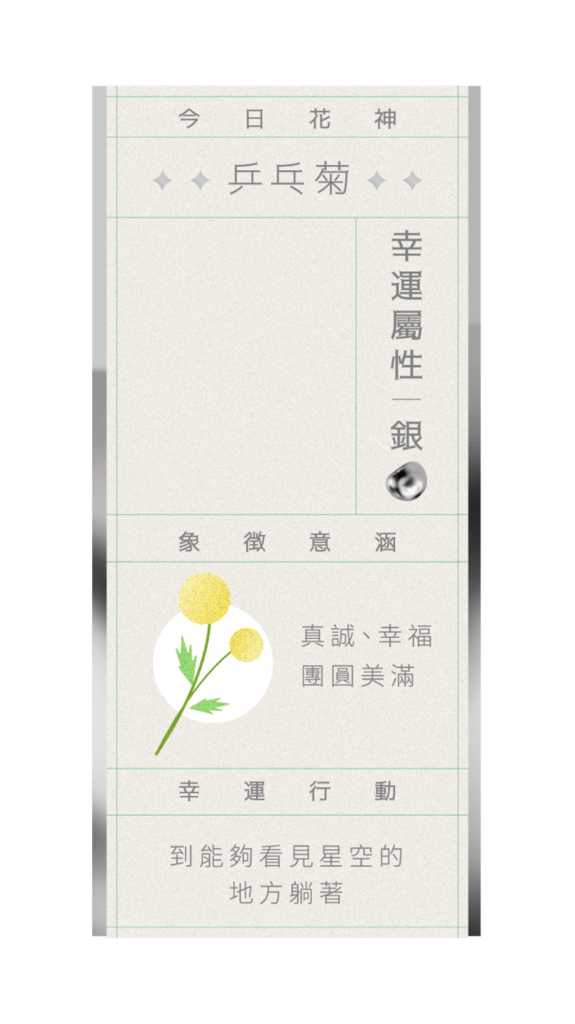 今日花神
乒乓菊
幸運屬性｜銀
象徵意涵
真誠、幸福
團圓美滿
幸運行動
到能夠看見星空的
地方躺著